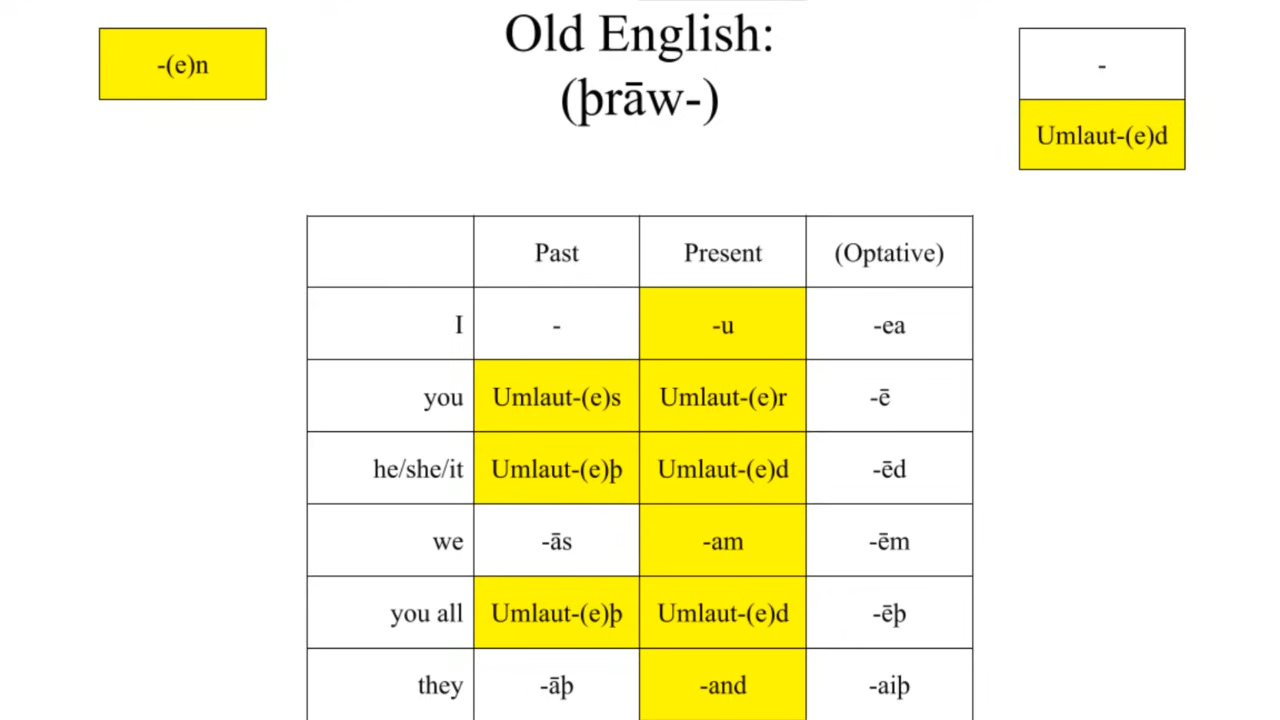 -(e)n
Old English:
(þrāw-)
-
Umlaut-(e)d
Past Present (Optative)
I - -u -ea
you Umlaut-(e)s Umlaut-(e)r -ē
he/she/it Umlaut-(e)þ Umlaut-(e)d -ēd
we -ās -am -ēm
you all Umlaut-(e)þ Umlaut-(e)d -ēþ
they -āþ -and -aiþ